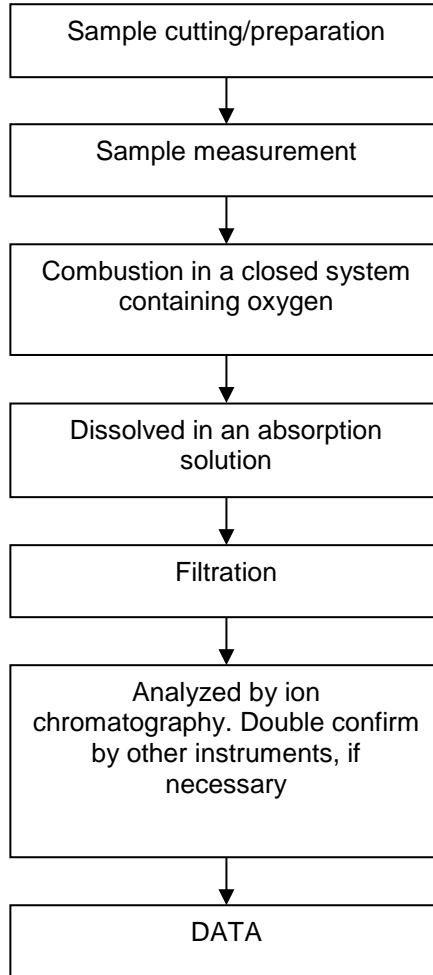 Sample cutting/preparation
Sample measurement
Combustion in a closed system
containing oxygen
Dissolved in an absorption
solution
Filtration
Analyzed by ion
chromatography. Double confirm
by other instruments, if
necessary
DATA